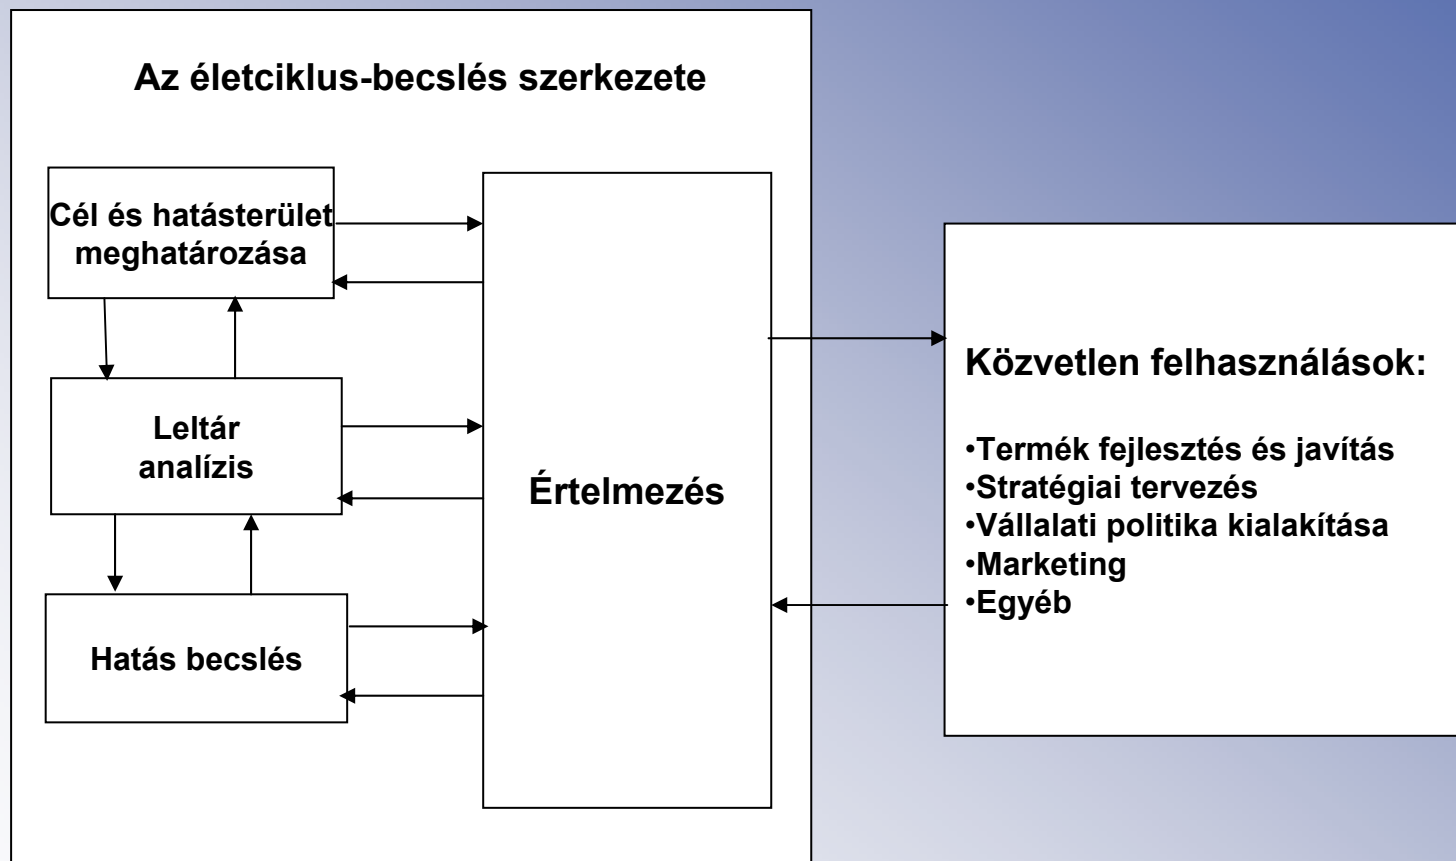 Az életciklus-becslés szerkezete
Cél és hatásterület
meghatározása
Leltár
analízis
Hatás becslés
Értelmezés
Közvetlen felhasználások:
•Termék fejlesztés és javítás
•Stratégiai tervezés
•Vállalati politika kialakítása
•Marketing
•Egyéb